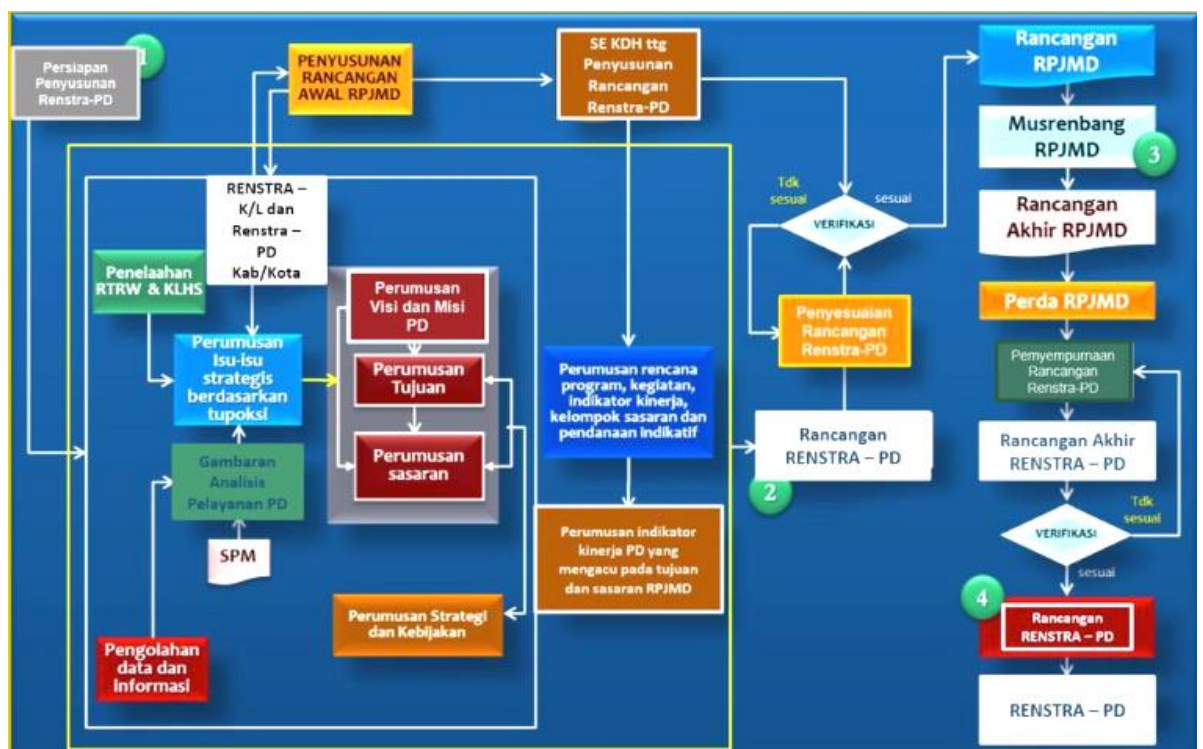 1
Persiapan
Penyusunan
Renstra-PD
PENYUSUNAN
RANCANGAN
AWAL RPJMD
SE KDH ttg
Penyusunan
Rancangan
Renstra-PD
RENSTRA –
K/L dan
Renstra –
PD
Kab/Kota
Penelaahan
RTRW & KLHS
Perumusan
Isu-isu
strategis
berdasarkan
tupoksi
Gambaran
Analisis
Pelayanan PD
SPM
Pengolahan
data dan
informasi
Perumusan
Visi dan Misi
PD
Perumusan
Tujuan
Perumusan
sasaran
Perumusan Strategi
dan Kebijakan
Perumusan rencana
program, kegiatan,
indikator kinerja,
kelompok sasaran dan
pendanaan indikatif
Perumusan indikator
kinerja PD yang
mengacu pada tujuan
dan sasaran RPJMD
Rancangan
RENSTRA – PD
2
Penyesuaian
Rancangan
Renstra-PD
Tdk
sesuai
sesuai
VERIFIKASI
Rancangan
RPJMD
Musrenbang
RPJMD
3
Rancangan
Akhir RPJMD
Perda RPJMD
Pemyempurnaan
Rancangan
Renstra-PD
Rancangan Akhir
RENSTRA – PD
Tdk
sesuai
VERIFIKASI
sesuai
4
Rancangan
RENSTRA – PD
RENSTRA – PD